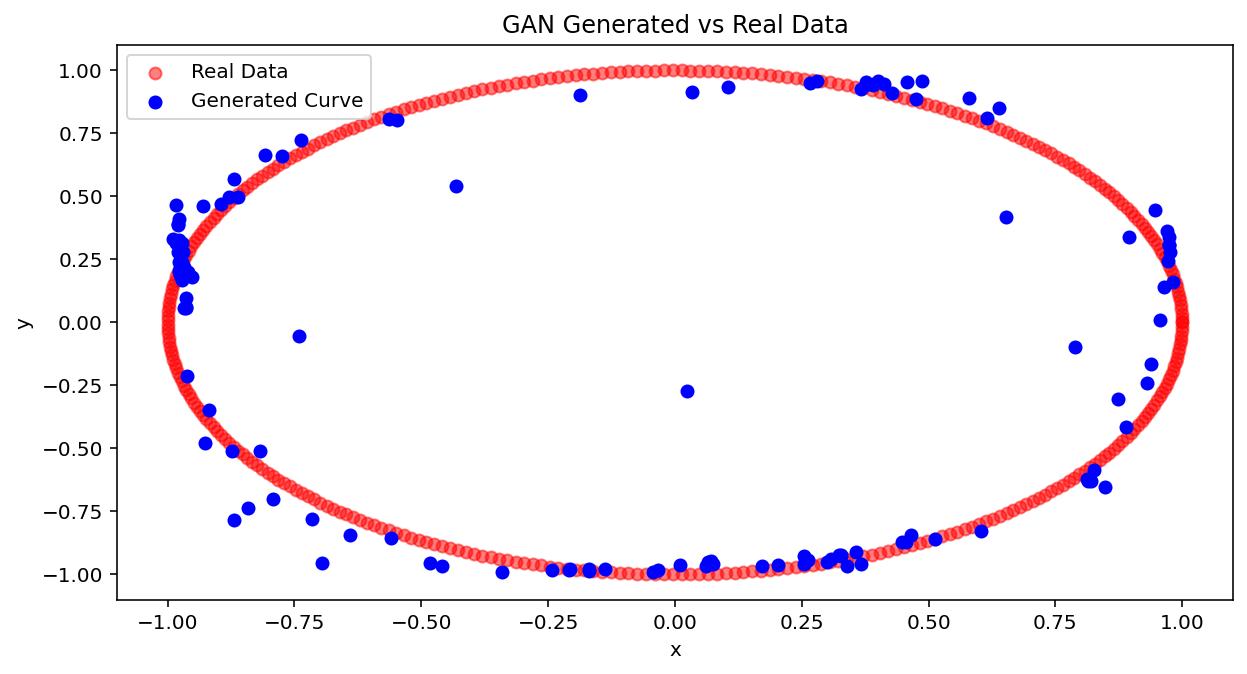 GAN Generated vs Real Data
Real Data
Generated Curve
1.00
0.75
0.50
0.25
0.00
−0.25
−0.50
−0.75
−1.00
y
−1.00 −0.75 −0.50 −0.25 0.00 0.25 0.50 0.75 1.00
x